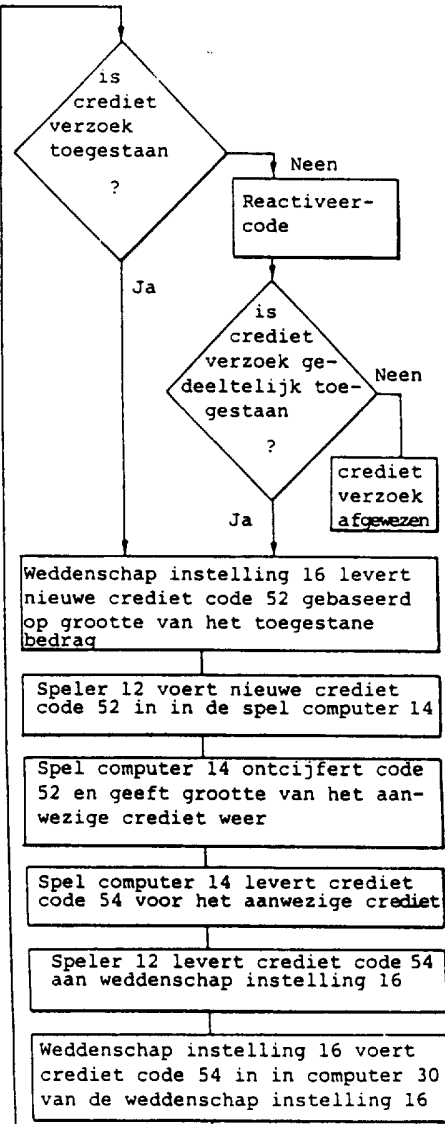 is
crediet
verzoek
toegestaan
?
Neen
Reactiveer-
code
Ja
is
crediet
verzoek ge-
deeltelijk toe-
gestaan
?
Neen
crediet
verzoek
afgewezen
Ja
Weddenschap instelling 16 levert
nieuwe crediet code 52 gebaseerd
op grootte van het toegestane
bedrag
Speler 12 voert nieuwe crediet
code 52 in in de spel computer 14
Spel computer 14 ontcijfert code
52 en geeft grootte van het aan-
wezige crediet weer
Spel computer 14 levert crediet
code 54 voor het aanwezige crediet
Speler 12 levert crediet code 54
aan weddenschap instelling 16
Weddenschap instelling 16 voert
crediet code 54 in in computer 30
van de weddenschap instelling 16